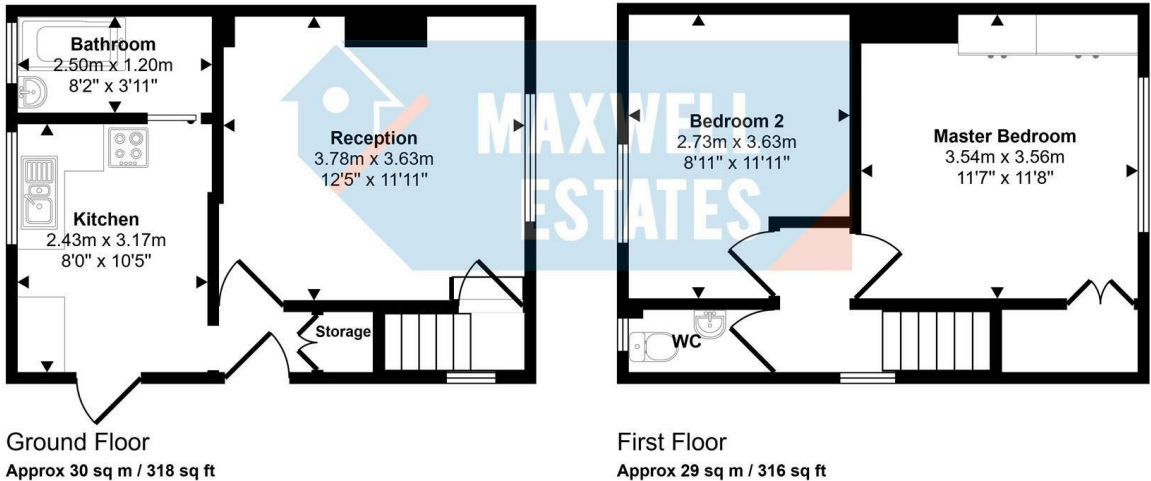 Bathroom
2.50m x 1.20m
8'2" x 3'11"
Kitchen
2.43m x 3.17m
8'0" x 10'5"
Reception
3.78m x 3.63m
12'5" x 11'11"
Storage
Ground Floor
Approx 30 sq m / 318 sq ft
MAXWELL
ESTATES
Bedroom 2
2.73m x 3.63m
8'11" x 11'11"
Master Bedroom
3.54m x 3.56m
11'7" x 11'8"
WC
First Floor
Approx 29 sq m / 316 sq ft